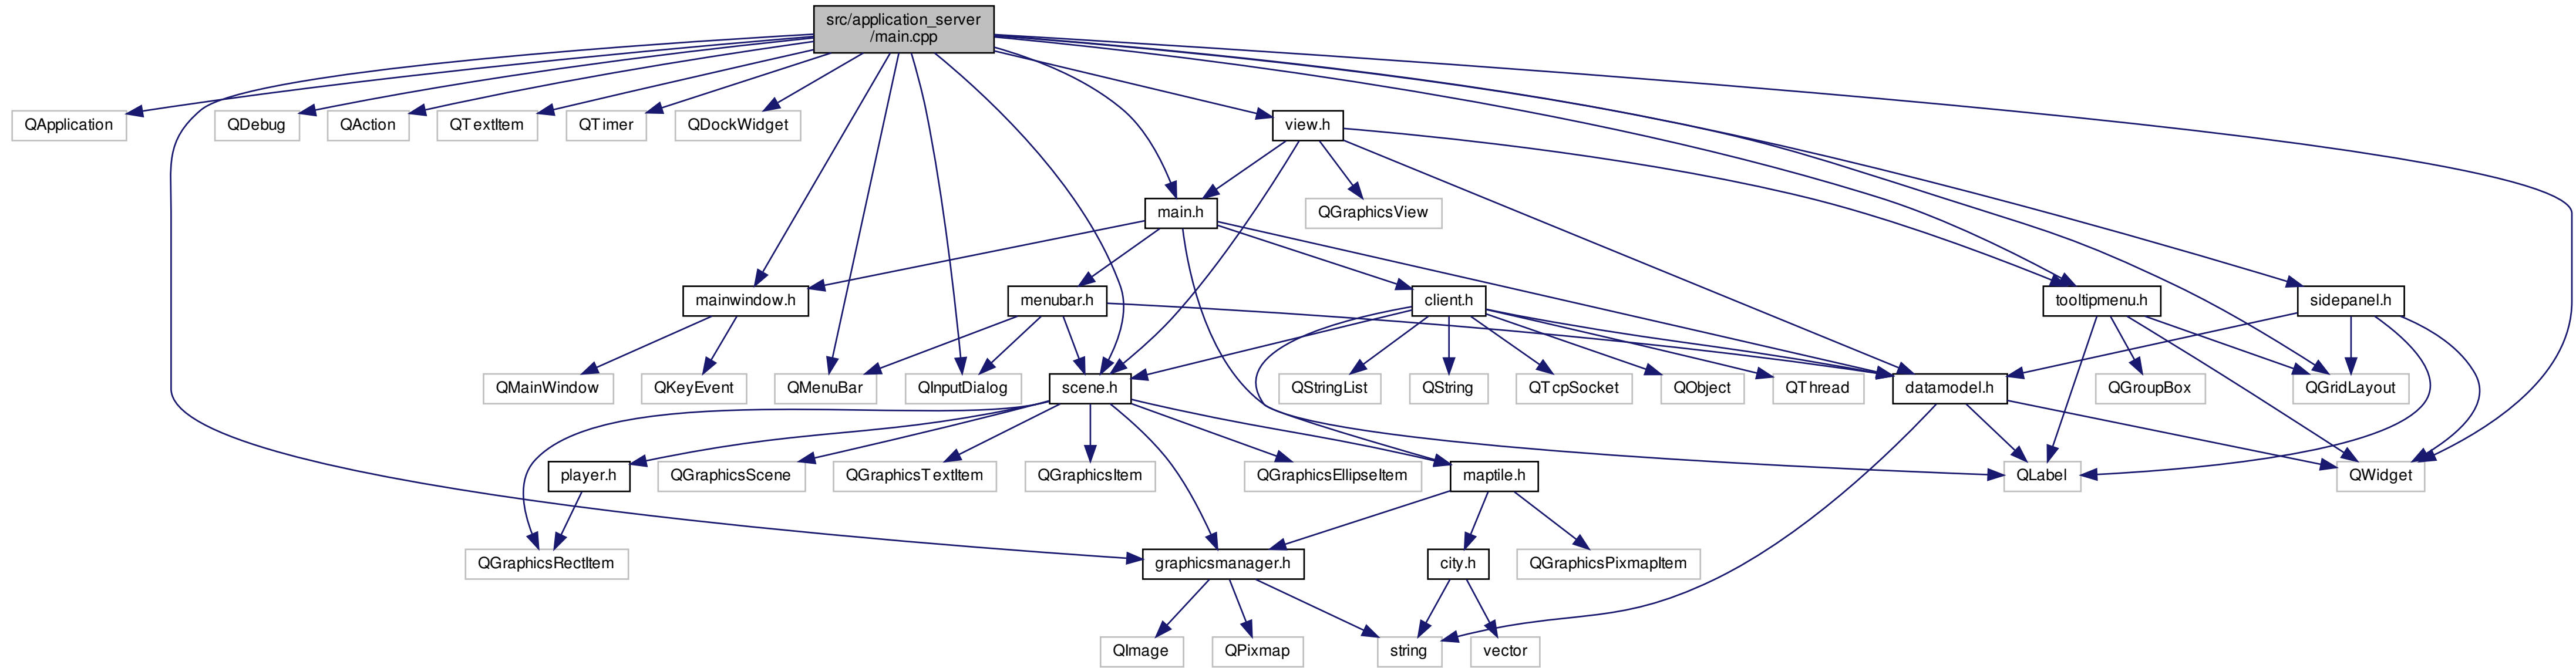 src/application_server
/main.cpp
QApplication
QDebug
QAction
QTextItem
QTimer
QDockWidget
view.h
main.h
QGraphicsView
mainwindow.h
menubar.h
client.h
tooltipmenu.h
sidepanel.h
QMainWindow
QKeyEvent
QMenuBar
QInputDialog
scene.h
QStringList
QString
QTcpSocket
QObject
QThread
datamodel.h
QGroupBox
QGridLayout
player.h
QGraphicsScene
QGraphicsTextItem
QGraphicsItem
QGraphicsEllipseItem
maptile.h
QLabel
QWidget
QGraphicsRectItem
graphicsmanager.h
city.h
QGraphicsPixmapItem
QImage
QPixmap
string
vector